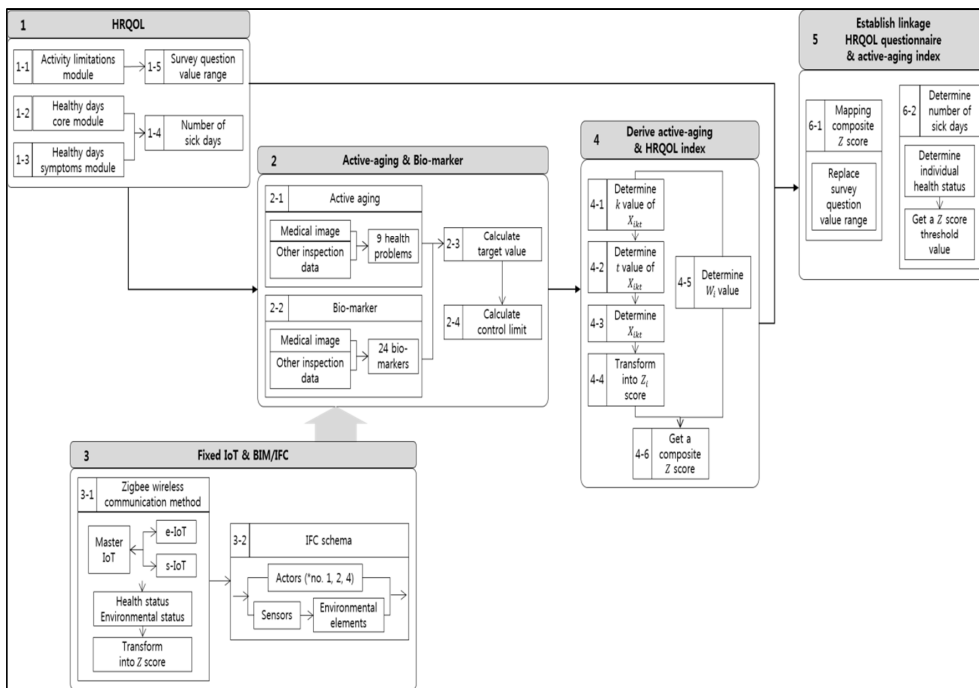 1 HRQOL
1-1 Activity limitations
module
1-5 Survey question
value range
1-2 Healthy days
core module
1-3 Healthy days
symptoms module
1-4 Number of
sick days
2 Active-aging & Bio-marker
2-1 Active aging
Medical image
Other inspection
data
9 health
problems
2-2 Bio-marker
Medical image
Other inspection
data
24 bio-
markers
2-3 Calculate
target value
2-4 Calculate
control limit
3 Fixed IoT & BIM/IFC
3-1 Zigbee wireless
communication method
Master
IoT
e-IoT
s-IoT
Health status
Environmental status
Transform
into Z score
3-2 IFC schema
Actors (*no. 1, 2, 4)
Sensors
Environmental
elements
4 Derive active-aging
& HRQOL index
4-1 Determine
k value of
X_ikt
4-2 Determine
t value of
X_ikt
4-3 Determine
X_ikt
4-4 Transform
into Z_i
score
4-5 Determine
W_i value
4-6 Get a
composite
Z score
5 Establish linkage
HRQOL questionnaire
& active-aging index
6-1 Mapping
composite
Z score
Replace
survey
question
value range
6-2 Determine
number of
sick days
Determine
individual
health status
Get a Z score
threshold
value